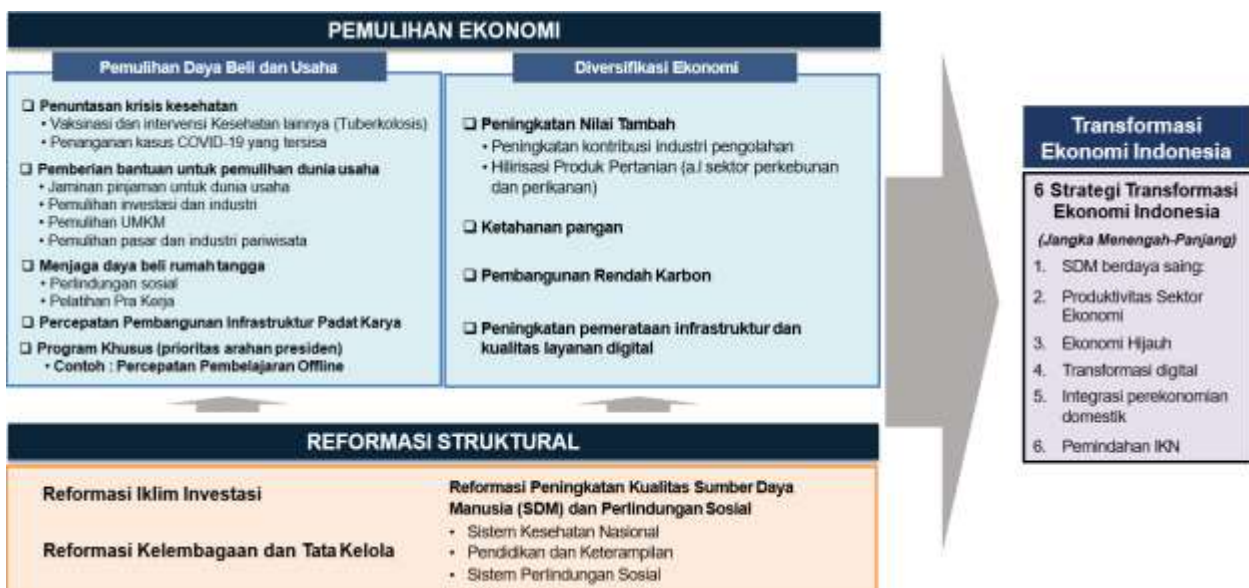 PEMULIHAN EKONOMI
Pemulihan Daya Beli dan Usaha
❑ Penuntasan krisis kesehatan
• Vaksinasi dan intervensi Kesehatan lainnya (Tuberkolosis)
• Penanganan kasus COVID-19 yang tersisa
❑ Pemberian bantuan untuk pemulihan dunia usaha
• Jaminan pinjaman untuk dunia usaha
• Pemulihan investasi dan industri
• Pemulihan UMKM
• Pemulihan pasar dan industri pariwisata
❑ Menjaga daya beli rumah tangga
• Perlindungan sosial
• Pelatihan Pra Kerja
❑ Percepatan Pembangunan Infrastruktur Padat Karya
❑ Program Khusus (prioritas arahan presiden)
• Contoh : Percepatan Pembelajaran Offline
Diversifikasi Ekonomi
❑ Peningkatan Nilai Tambah
• Peningkatan kontribusi industri pengolahan
• Hilirisasi Produk Pertanian (a.l sektor perkebunan
dan perikanan)
❑ Ketahanan pangan
❑ Pembangunan Rendah Karbon
❑ Peningkatan pemerataan infrastruktur dan
kualitas layanan digital
REFORMASI STRUKTURAL
Reformasi Iklim Investasi
Reformasi Kelembagaan dan Tata Kelola
Reformasi Peningkatan Kualitas Sumber Daya
Manusia (SDM) dan Perlindungan Sosial
• Sistem Kesehatan Nasional
• Pendidikan dan Keterampilan
• Sistem Perlindungan Sosial
Transformasi
Ekonomi Indonesia
6 Strategi Transformasi
Ekonomi Indonesia
(Jangka Menengah-Panjang)
1. SDM berdaya saing:
2. Produktivitas Sektor
Ekonomi
3. Ekonomi Hijauh
4. Transformasi digital
5. Integrasi perekonomian
domestik
6. Pemindahan IKN